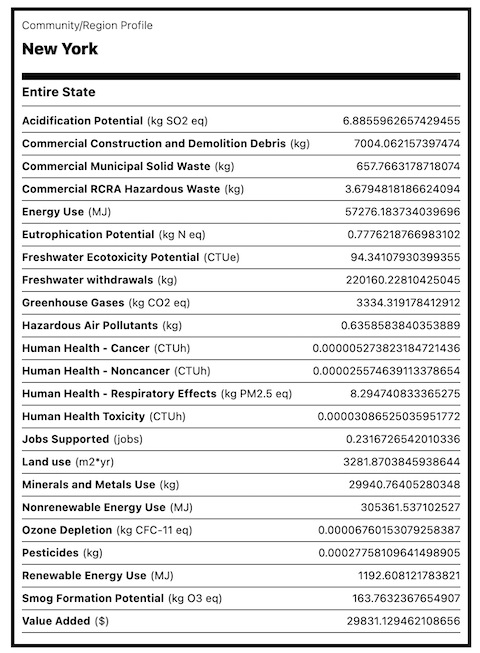 Community/Region Profile
New York
Entire State
Acidification Potential (kg SO2 eq) 6.8855962657429455
Commercial Construction and Demolition Debris (kg) 7004.062157397474
Commercial Municipal Solid Waste (kg) 657.7663178718074
Commercial RCRA Hazardous Waste (kg) 3.6794818186624094
Energy Use (MJ) 57276.183734039696
Eutrophication Potential (kg N eq) 0.7776218766983102
Freshwater Ecotoxicity Potential (CTUe) 94.34107930399355
Freshwater withdrawals (kg) 220160.22810425045
Greenhouse Gases (kg CO2 eq) 3334.319178412912
Hazardous Air Pollutants (kg) 0.6358583840353889
Human Health - Cancer (CTUh) 0.000005273823184721436
Human Health - Noncancer (CTUh) 0.000025574639113378654
Human Health - Respiratory Effects (kg PM2.5 eq) 8.294740833365275
Human Health Toxicity (CTUh) 0.00003086525035951772
Jobs Supported (jobs) 0.2316726542010336
Land use (m2*yr) 3281.8703845938644
Minerals and Metals Use (kg) 29940.76405280348
Nonrenewable Energy Use (MJ) 305361.537102527
Ozone Depletion (kg CFC-11 eq) 0.00006760153079258387
Pesticides (kg) 0.00027758109641498905
Renewable Energy Use (MJ) 1192.608121783821
Smog Formation Potential (kg O3 eq) 163.7632367654907
Value Added ($) 29831.129462108656